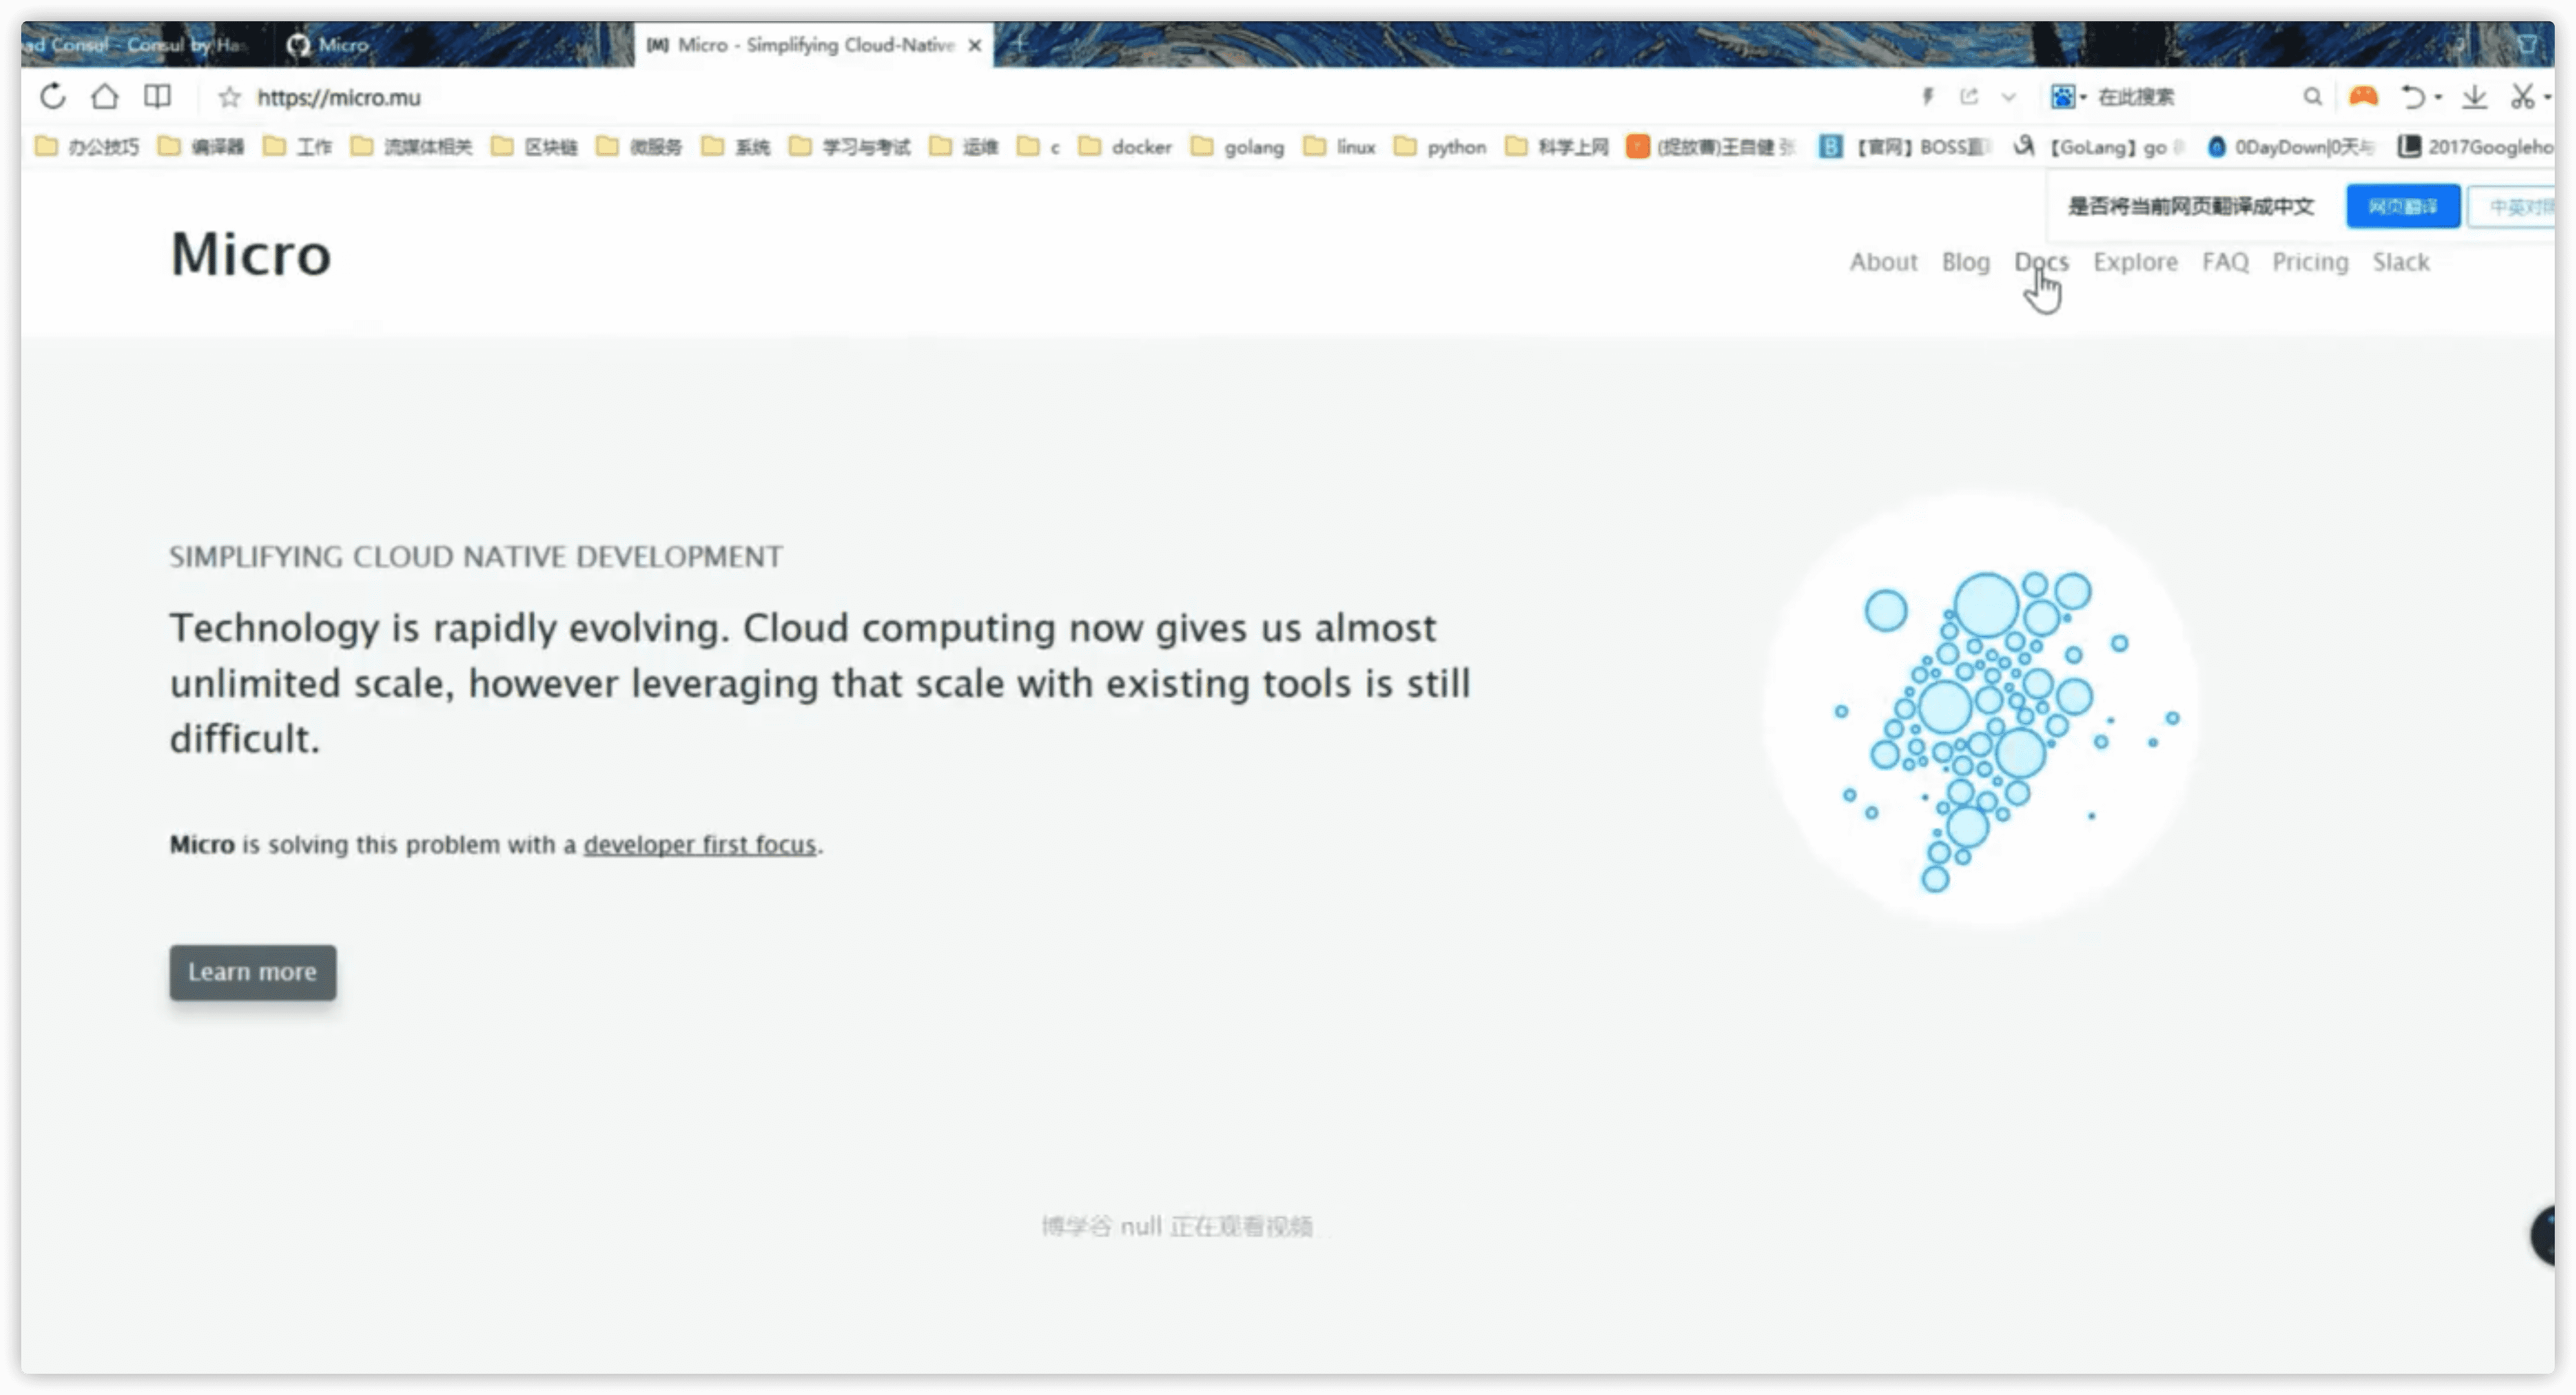 ad Consul - Consul by Ha
Micro
[M] Micro - Simplifying Cloud-Native
https://micro.mu
在此搜索
办公技巧 编译器 工作 流媒体相关 区块链 微服务 系统 学习与考试 运维 c docker golang linux python 科学上网 (捉放曹)王自健 张 【官网】BOSS直 【GoLang】go 0DayDown|0天与 2017Googleho
是否将当前网页翻译成中文 网页翻译 中英对照
Micro
About Blog Docs Explore FAQ Pricing Slack
SIMPLIFYING CLOUD NATIVE DEVELOPMENT
Technology is rapidly evolving. Cloud computing now gives us almost
unlimited scale, however leveraging that scale with existing tools is still
difficult.
Micro is solving this problem with a developer first focus.
Learn more
博学谷 null 正在观看视频